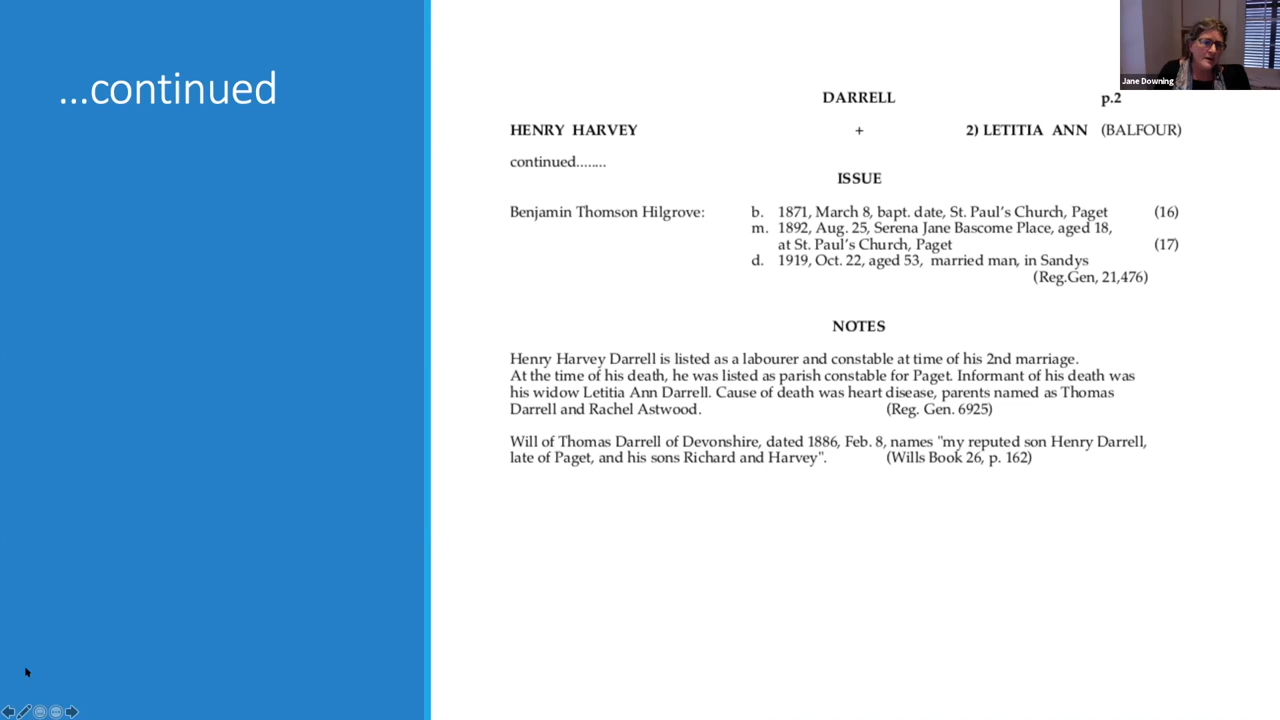 ...continued
Jane Downing
DARRELL p.2
HENRY HARVEY + 2) LETITIA ANN (BALFOUR)
continued........
ISSUE
Benjamin Thomson Hilgrove: b. 1871, March 8, bapt. date, St. Paul's Church, Paget (16)
m. 1892, Aug. 25, Serena Jane Bascome Place, aged 18,
at St. Paul's Church, Paget (17)
d. 1919, Oct. 22, aged 53, married man, in Sandys
(Reg.Gen, 21,476)
NOTES
Henry Harvey Darrell is listed as a labourer and constable at time of his 2nd marriage.
At the time of his death, he was listed as parish constable for Paget. Informant of his death was
his widow Letitia Ann Darrell. Cause of death was heart disease, parents named as Thomas
Darrell and Rachel Astwood. (Reg. Gen. 6925)
Will of Thomas Darrell of Devonshire, dated 1886, Feb. 8, names "my reputed son Henry Darrell,
late of Paget, and his sons Richard and Harvey". (Wills Book 26, p. 162)